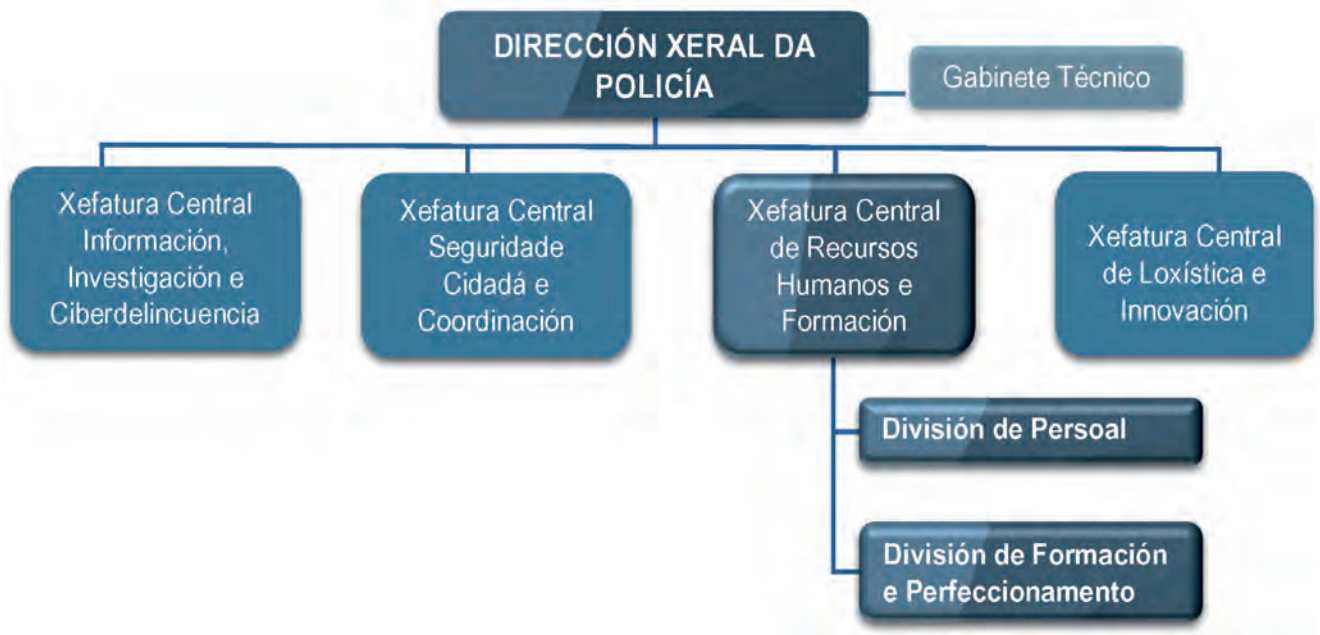 DIRECCIÓN XERAL DA
POLICÍA
Gabinete Técnico
Xefatura Central
Información,
Investigación e
Ciberdelincuencia
Xefatura Central
Seguridade
Cidadá e
Coordinación
Xefatura Central
de Recursos
Humanos e
Formación
Xefatura Central
de Loxística e
Innovación
División de Persoal
División de Formación
e Perfeccionamento